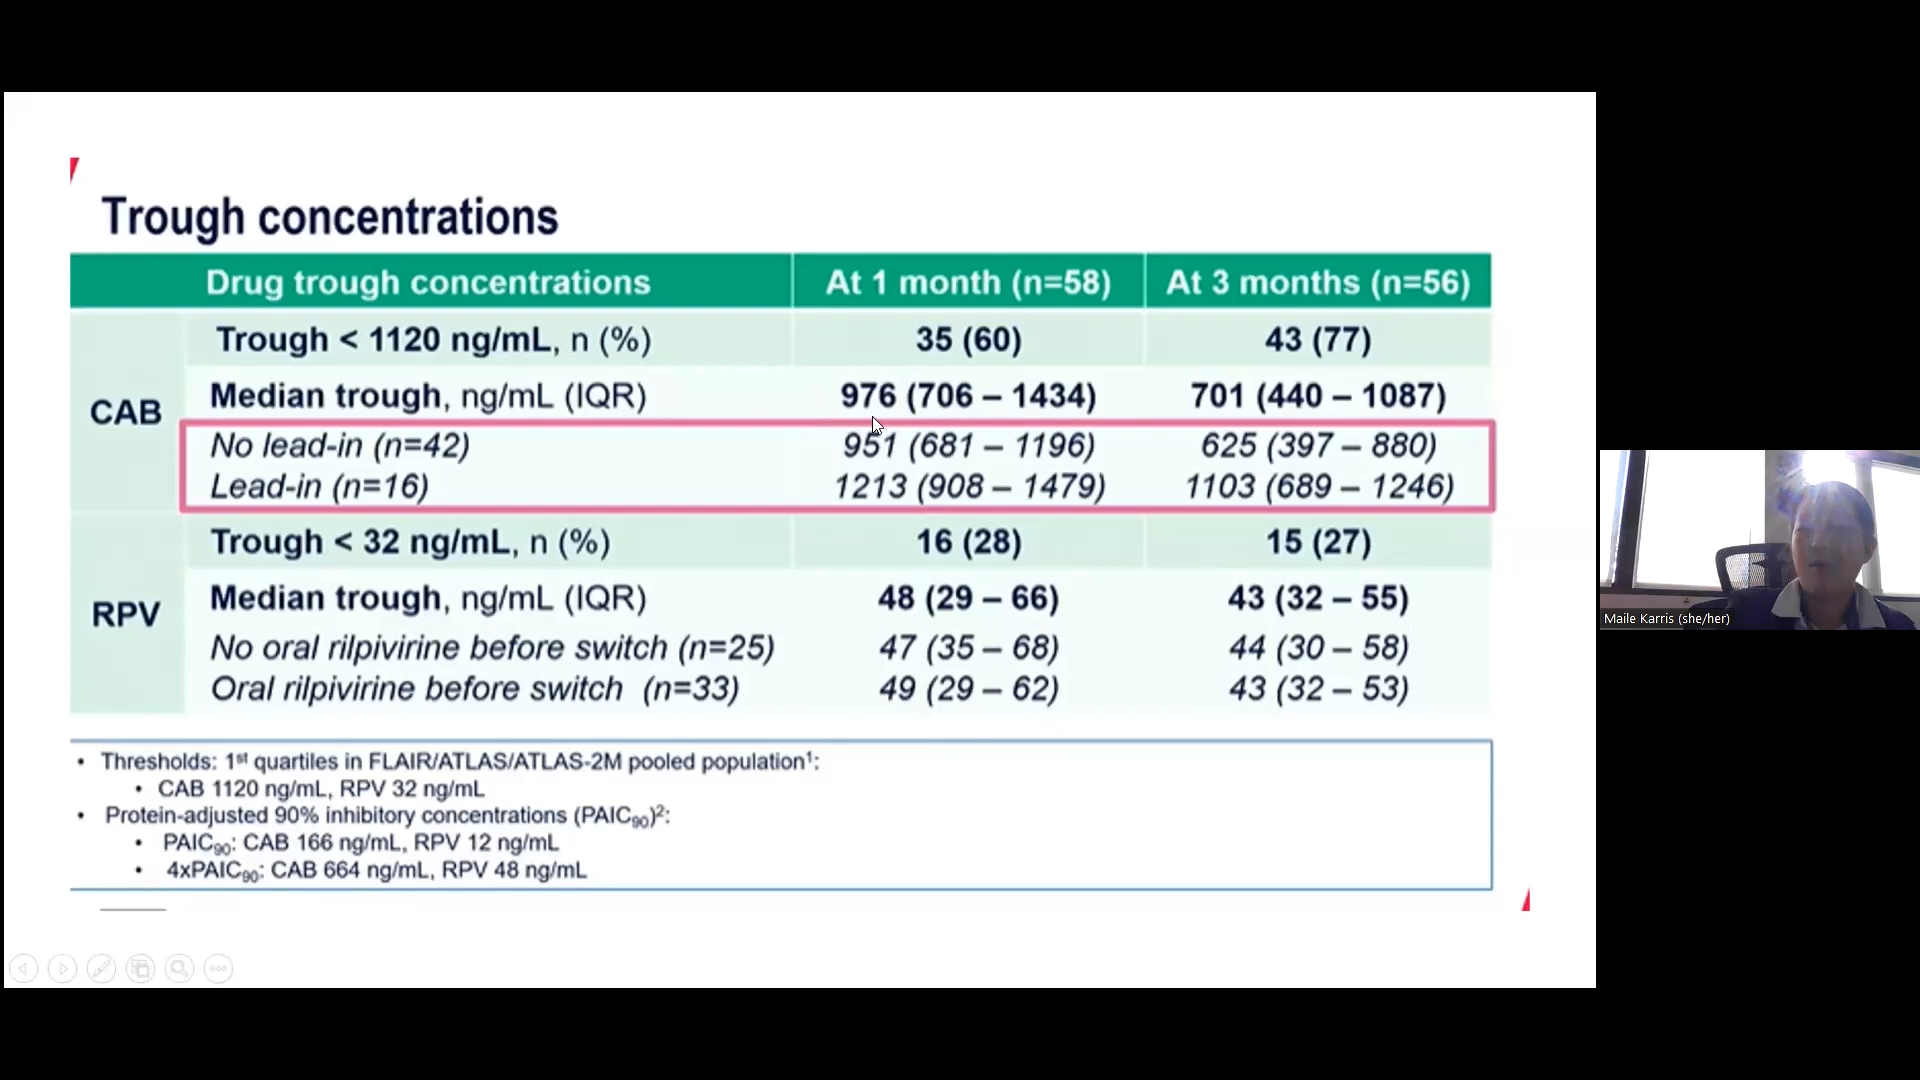 Trough concentrations
Drug trough concentrations At 1 month (n=58) At 3 months (n=56)
CAB
Trough < 1120 ng/mL, n (%) 35 (60) 43 (77)
Median trough, ng/mL (IQR) 976 (706 – 1434) 701 (440 – 1087)
No lead-in (n=42) 951 (681 – 1196) 625 (397 – 880)
Lead-in (n=16) 1213 (908 – 1479) 1103 (689 – 1246)
RPV
Trough < 32 ng/mL, n (%) 16 (28) 15 (27)
Median trough, ng/mL (IQR) 48 (29 – 66) 43 (32 – 55)
No oral rilpivirine before switch (n=25) 47 (35 – 68) 44 (30 – 58)
Oral rilpivirine before switch (n=33) 49 (29 – 62) 43 (32 – 53)
• Thresholds: 1st quartiles in FLAIR/ATLAS/ATLAS-2M pooled population¹:
• CAB 1120 ng/mL, RPV 32 ng/mL
• Protein-adjusted 90% inhibitory concentrations (PAIC₉₀)²:
• PAIC₉₀: CAB 166 ng/mL, RPV 12 ng/mL
• 4xPAIC₉₀: CAB 664 ng/mL, RPV 48 ng/mL
Maile Karris (she/her)